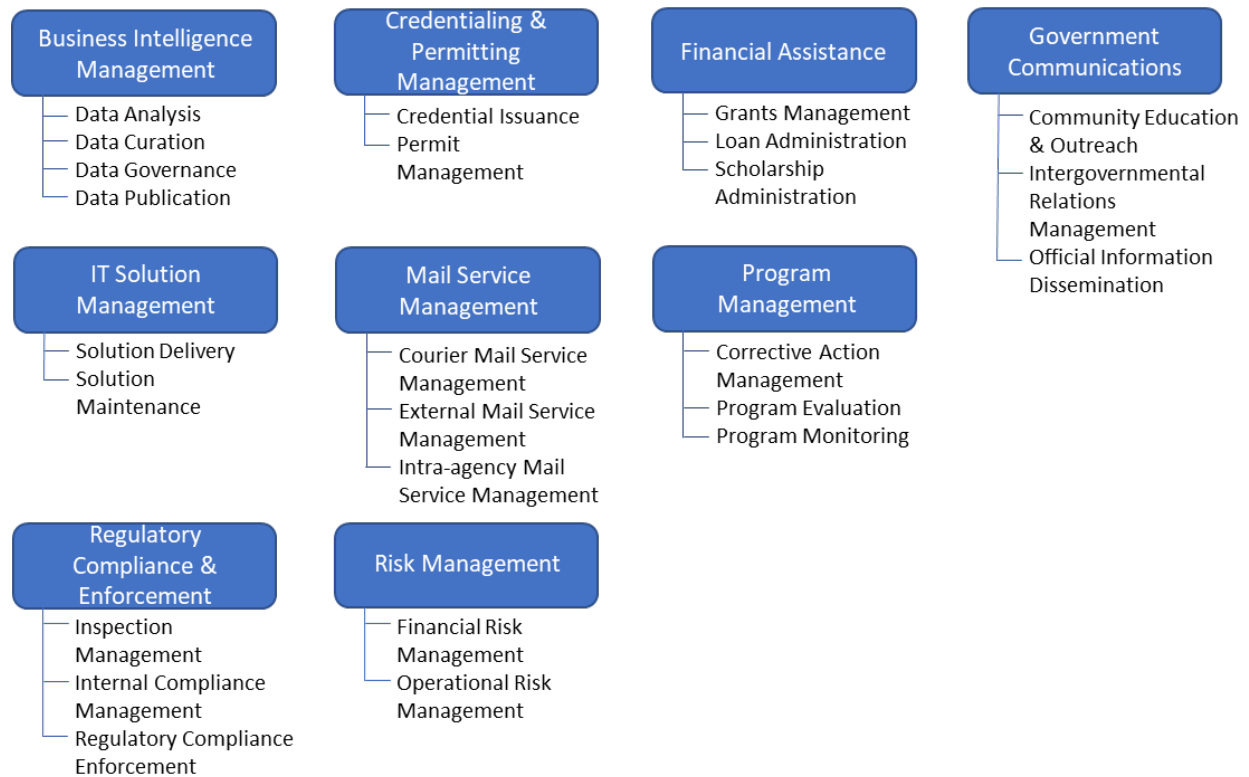 Business Intelligence
Management
Data Analysis
Data Curation
Data Governance
Data Publication
Credentialing &
Permitting
Management
Credential Issuance
Permit
Management
Financial Assistance
Grants Management
Loan Administration
Scholarship
Administration
Government
Communications
Community Education
& Outreach
Intergovernmental
Relations
Management
Official Information
Dissemination
IT Solution
Management
Solution Delivery
Solution
Maintenance
Mail Service
Management
Courier Mail Service
Management
External Mail Service
Management
Intra-agency Mail
Service Management
Program
Management
Corrective Action
Management
Program Evaluation
Program Monitoring
Regulatory
Compliance &
Enforcement
Inspection
Management
Internal Compliance
Management
Regulatory Compliance
Enforcement
Risk Management
Financial Risk
Management
Operational Risk
Management